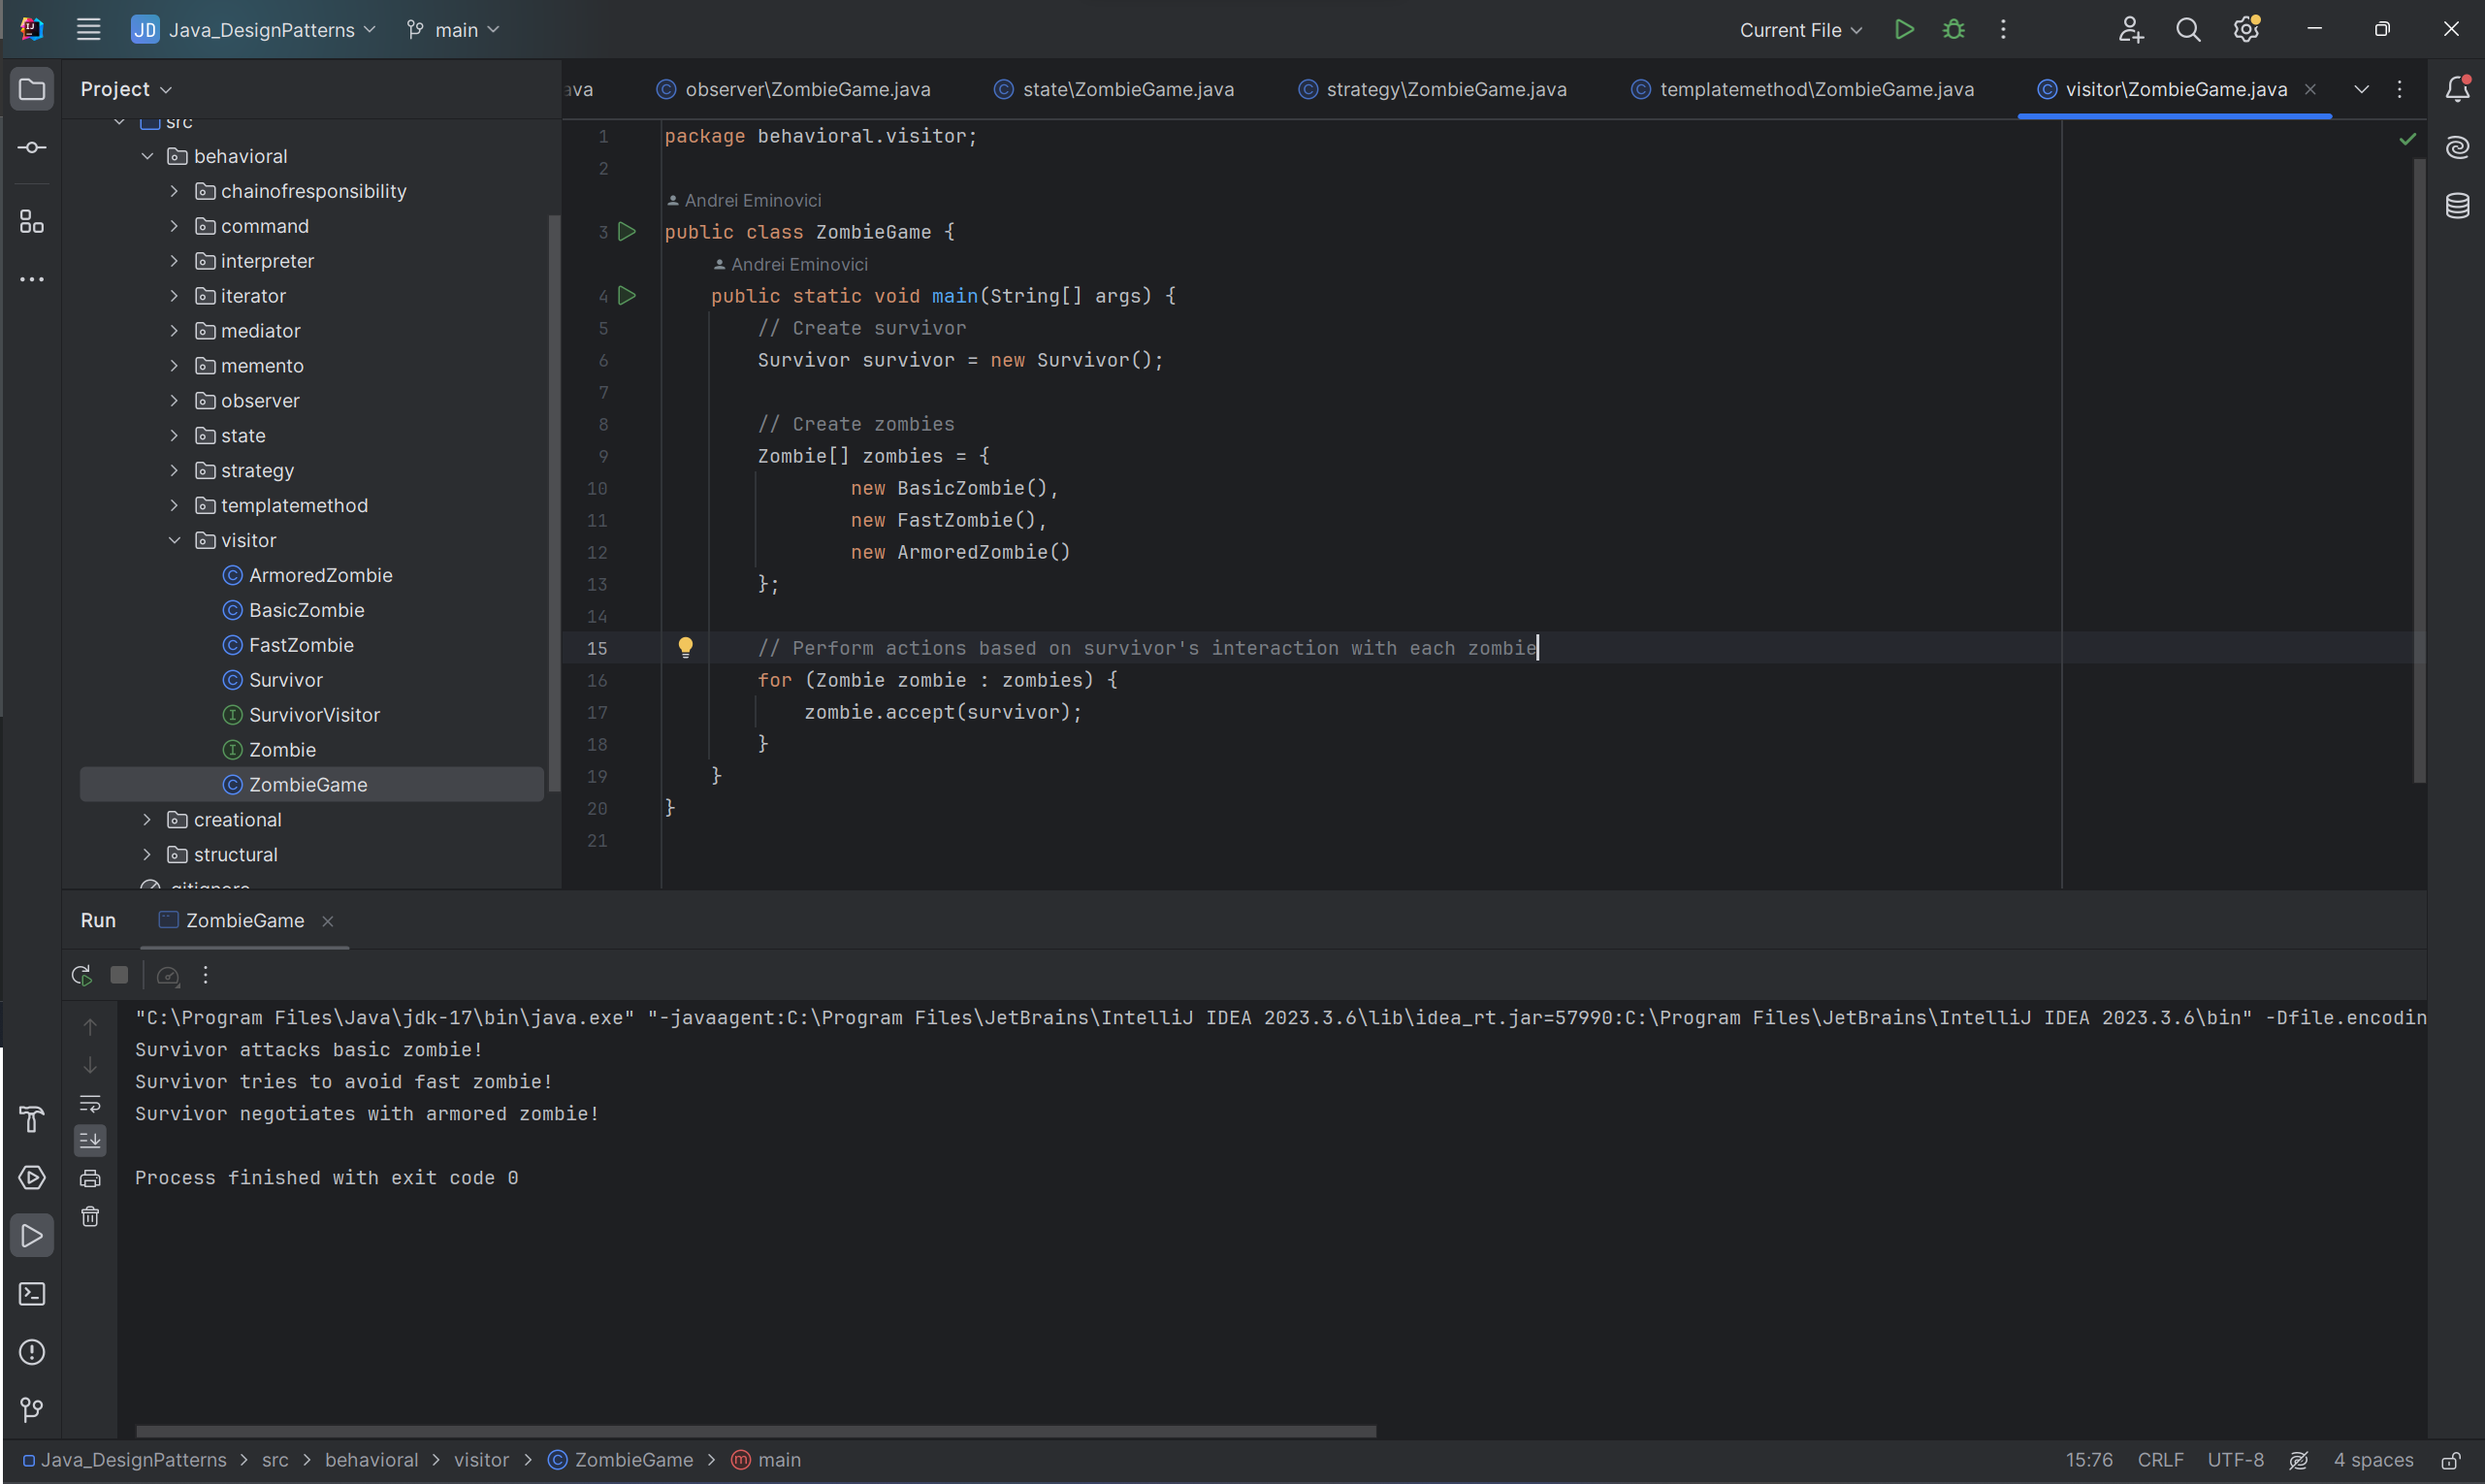 JD Java_DesignPatterns main Current File
Project
ava observer\ZombieGame.java state\ZombieGame.java strategy\ZombieGame.java templatemethod\ZombieGame.java visitor\ZombieGame.java
src
behavioral
chainofresponsibility
command
interpreter
iterator
mediator
memento
observer
state
strategy
templatemethod
visitor
ArmoredZombie
BasicZombie
FastZombie
Survivor
SurvivorVisitor
Zombie
ZombieGame
creational
structural
.gitignore
1 package behavioral.visitor;
2
Andrei Eminovici
3 public class ZombieGame {
Andrei Eminovici
4 public static void main(String[] args) {
5 // Create survivor
6 Survivor survivor = new Survivor();
7
8 // Create zombies
9 Zombie[] zombies = {
10 new BasicZombie(),
11 new FastZombie(),
12 new ArmoredZombie()
13 };
14
15 // Perform actions based on survivor's interaction with each zombie
16 for (Zombie zombie : zombies) {
17 zombie.accept(survivor);
18 }
19 }
20 }
21
Run ZombieGame
"C:\Program Files\Java\jdk-17\bin\java.exe" "-javaagent:C:\Program Files\JetBrains\IntelliJ IDEA 2023.3.6\lib\idea_rt.jar=57990:C:\Program Files\JetBrains\IntelliJ IDEA 2023.3.6\bin" -Dfile.encodin
Survivor attacks basic zombie!
Survivor tries to avoid fast zombie!
Survivor negotiates with armored zombie!
Process finished with exit code 0
Java_DesignPatterns > src > behavioral > visitor > ZombieGame > main 15:76 CRLF UTF-8 4 spaces